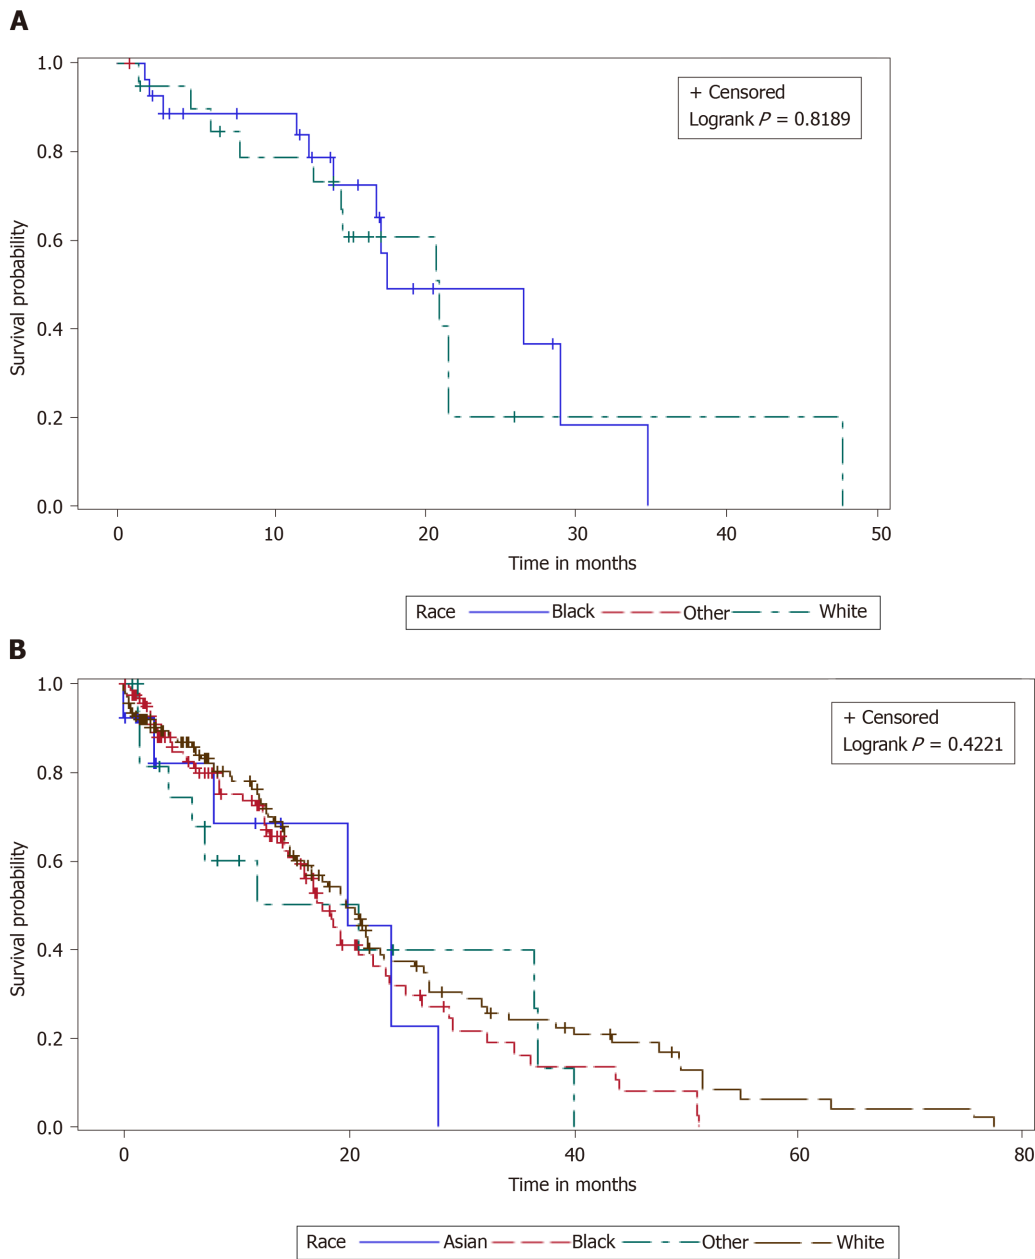 A
1.0
0.8
0.6
0.4
0.2
0.0
Survival probability
+ Censored
Logrank P = 0.8189
0 10 20 30 40 50
Time in months
Race Black Other White
B
1.0
0.8
0.6
0.4
0.2
0.0
Survival probability
+ Censored
Logrank P = 0.4221
0 20 40 60 80
Time in months
Race Asian Black Other White